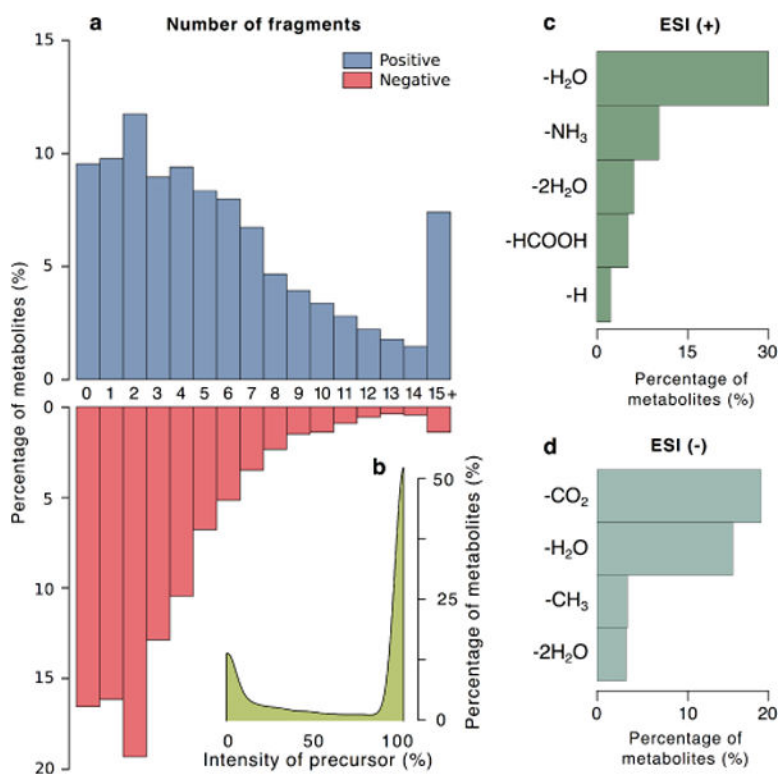 a
Number of fragments
Positive
Negative
15
10
5
0
Percentage of metabolites (%)
0 1 2 3 4 5 6 7 8 9 10 11 12 13 14 15+
0
5
10
15
20
b
50
25
0
Percentage of metabolites (%)
0 50 100
Intensity of precursor (%)
c
ESI (+)
-H₂O
-NH₃
-2H₂O
-HCOOH
-H
0 15 30
Percentage of
metabolites (%)
d
ESI (-)
-CO₂
-H₂O
-CH₃
-2H₂O
0 10 20
Percentage of
metabolites (%)